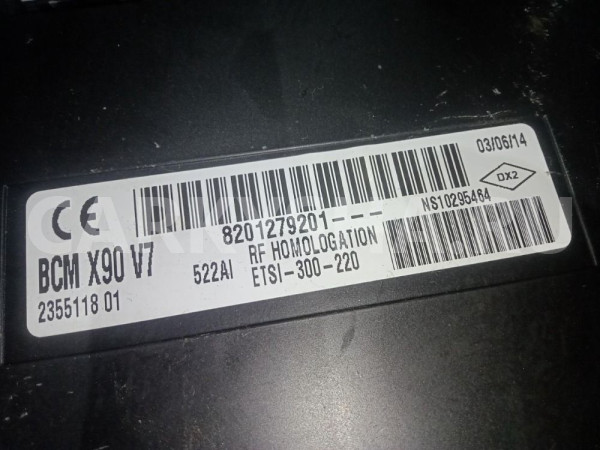 03/06/14
CE
DX2
8201279201---
NS10295464
BCM X90 V7
522AI
RF HOMOLOGATION
2355118 01
ETSI-300-220